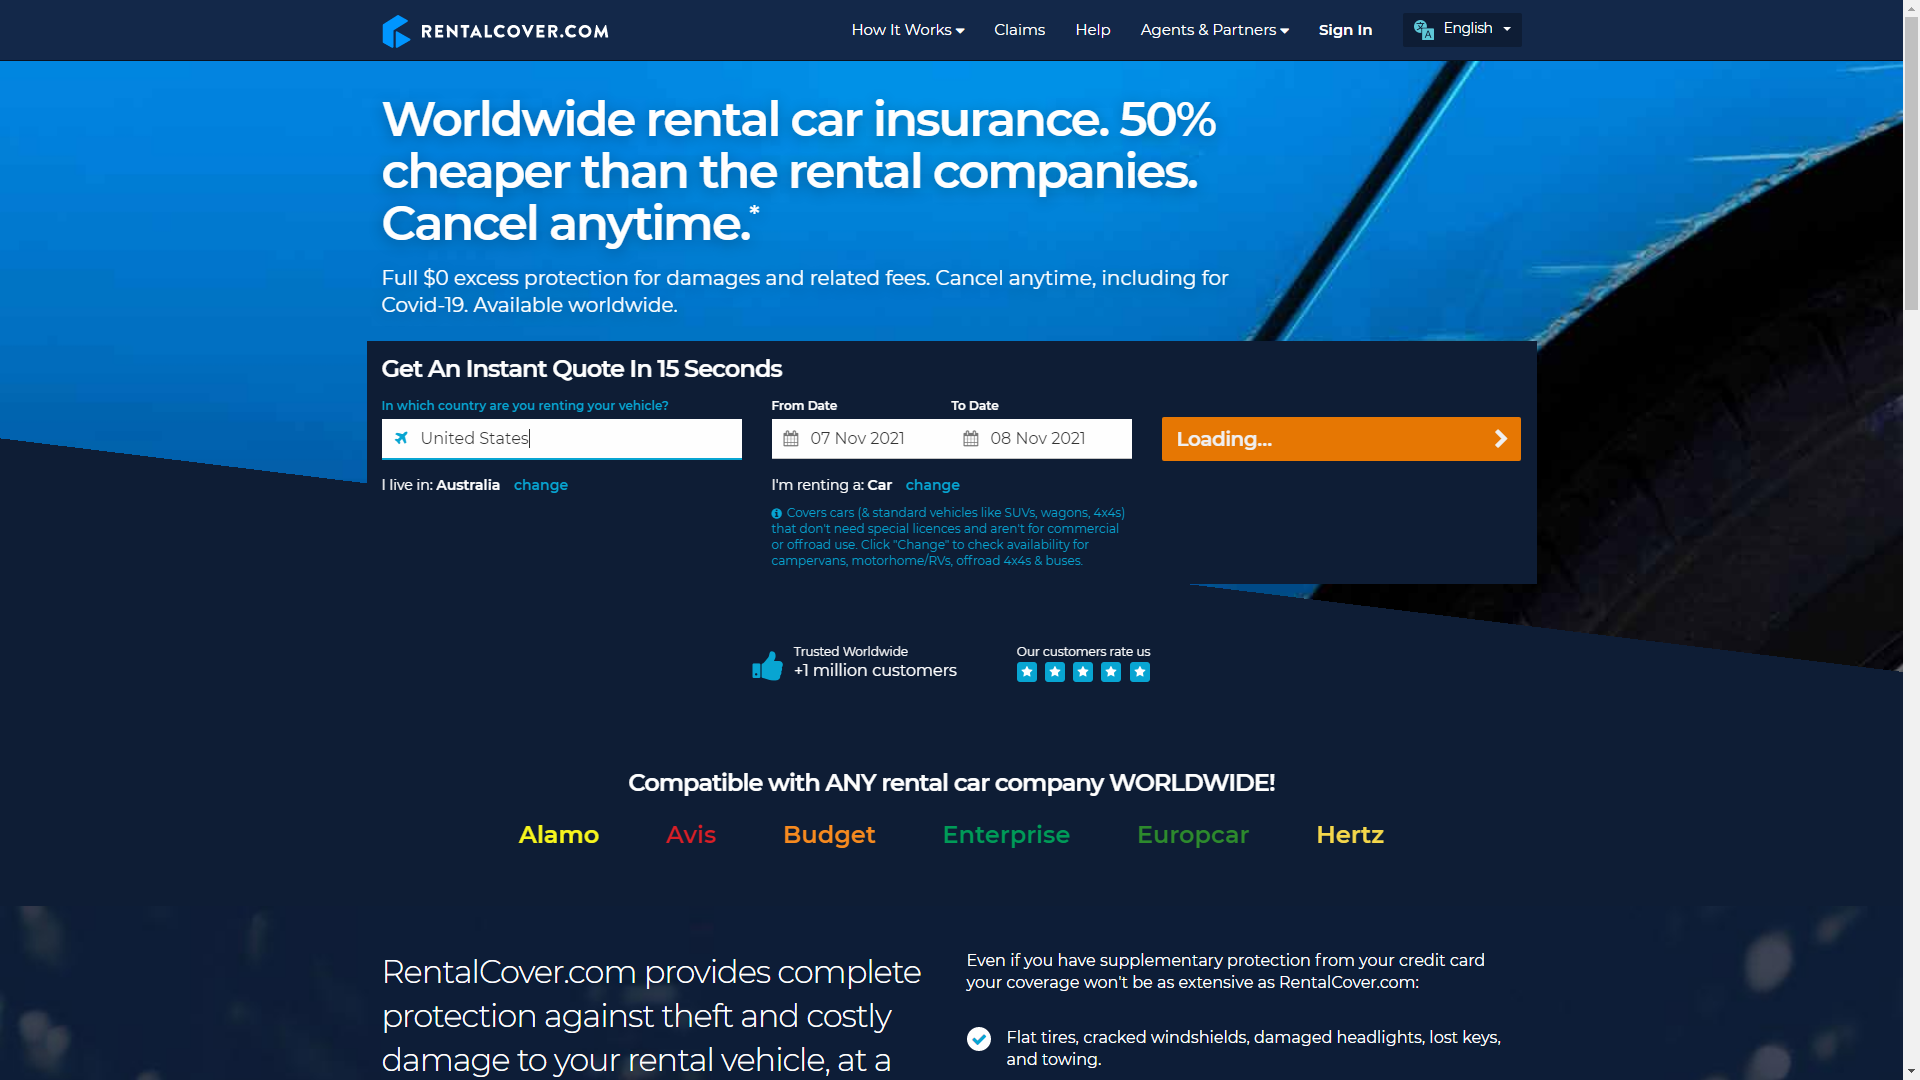 RENTALCOVER.COM
How It Works
Claims
Help
Agents & Partners
Sign In
English
Worldwide rental car insurance. 50%
cheaper than the rental companies.
Cancel anytime.*
Full $0 excess protection for damages and related fees. Cancel anytime, including for
Covid-19. Available worldwide.
Get An Instant Quote In 15 Seconds
In which country are you renting your vehicle?
United States
I live in: Australia change
From Date
To Date
07 Nov 2021
08 Nov 2021
I'm renting a: Car change
Covers cars (& standard vehicles like SUVs, wagons, 4x4s)
that don't need special licences and aren't for commercial
or offroad use. Click "Change" to check availability for
campervans, motorhome/RVs, offroad 4x4s & buses.
Loading...
Trusted Worldwide
+1 million customers
Our customers rate us
Compatible with ANY rental car company WORLDWIDE!
Alamo
Avis
Budget
Enterprise
Europcar
Hertz
RentalCover.com provides complete
protection against theft and costly
damage to your rental vehicle, at a
Even if you have supplementary protection from your credit card
your coverage won't be as extensive as RentalCover.com:
Flat tires, cracked windshields, damaged headlights, lost keys,
and towing.